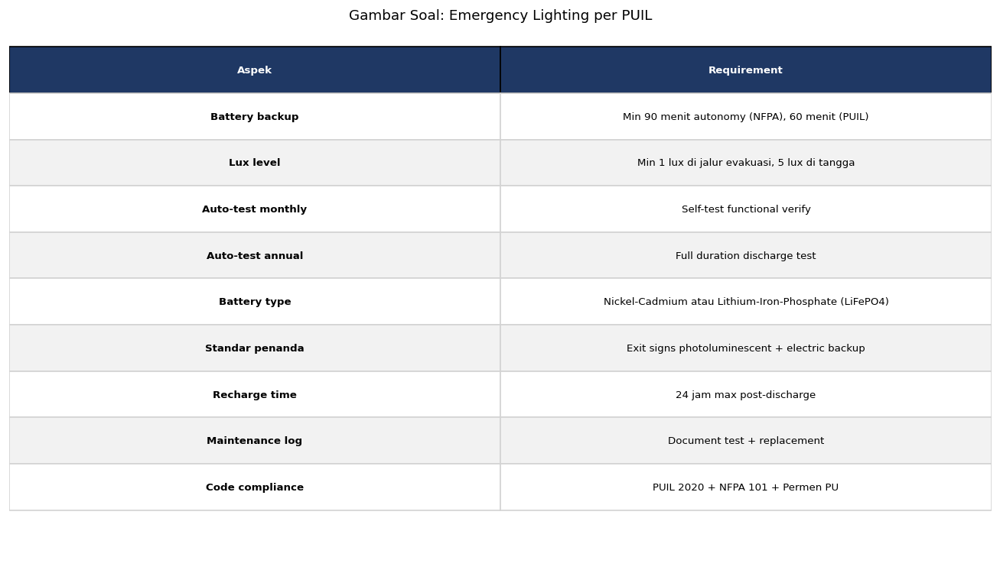 Gambar Soal: Emergency Lighting per PUIL
Aspek Requirement
Battery backup Min 90 menit autonomy (NFPA), 60 menit (PUIL)
Lux level Min 1 lux di jalur evakuasi, 5 lux di tangga
Auto-test monthly Self-test functional verify
Auto-test annual Full duration discharge test
Battery type Nickel-Cadmium atau Lithium-Iron-Phosphate (LiFePO4)
Standar penanda Exit signs photoluminescent + electric backup
Recharge time 24 jam max post-discharge
Maintenance log Document test + replacement
Code compliance PUIL 2020 + NFPA 101 + Permen PU